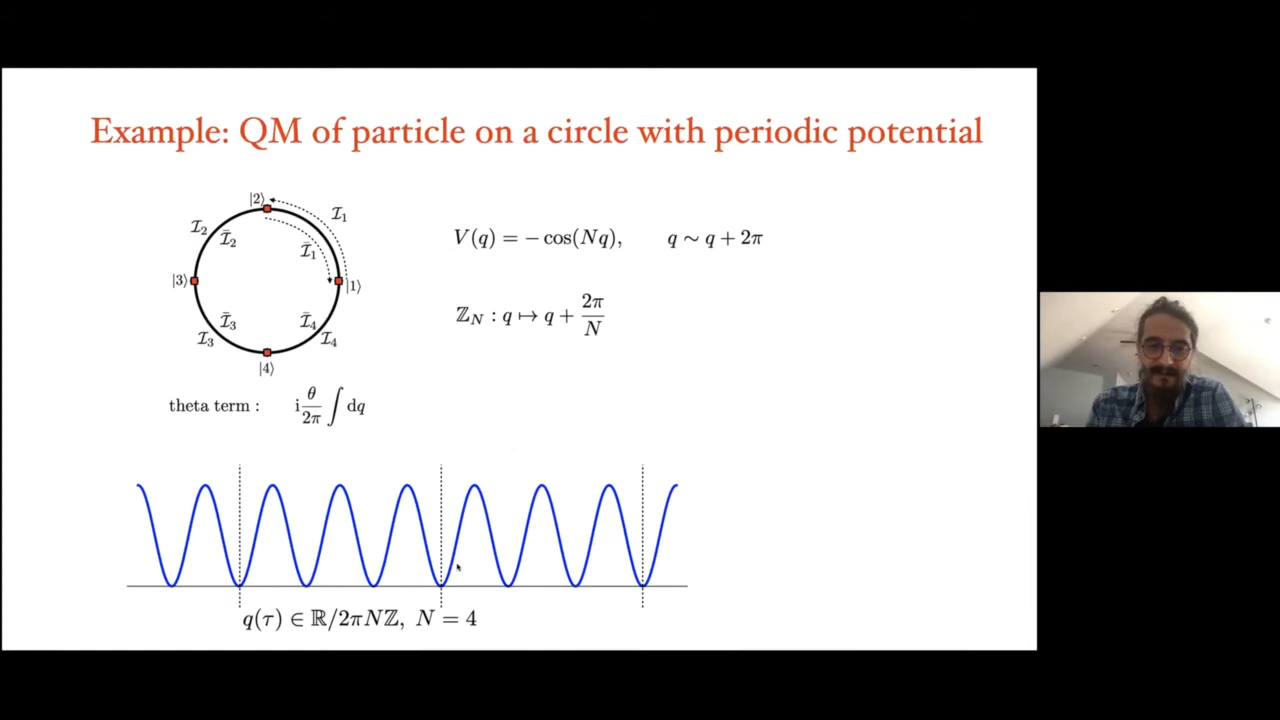 Example: QM of particle on a circle with periodic potential
|2⟩
ℐ₁
ℐ₂
ℐ̄₂
ℐ̄₁
V(q) = − cos(Nq),   q ∼ q + 2π
|3⟩
|1⟩
ℤ_N : q ↦ q + 2π/N
ℐ̄₃
ℐ̄₄
ℐ₃
ℐ₄
|4⟩
theta term :   i θ/2π ∫ dq
q(τ) ∈ ℝ/2πNℤ, N = 4